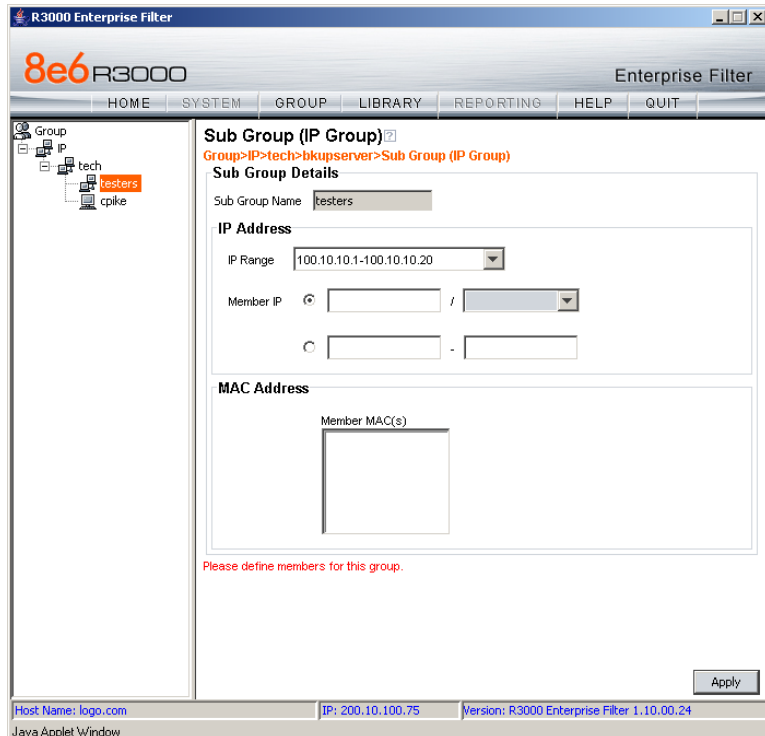 R3000 Enterprise Filter
8e6 R3000
Enterprise Filter
HOME SYSTEM GROUP LIBRARY REPORTING HELP QUIT
Group
IP
tech
testers
cpike
Sub Group (IP Group)?
Group>IP>tech>bkupserver>Sub Group (IP Group)
Sub Group Details
Sub Group Name testers
IP Address
IP Range 100.10.10.1-100.10.10.20
Member IP /
-
MAC Address
Member MAC(s)
Please define members for this group.
Apply
Host Name: logo.com IP: 200.10.100.75 Version: R3000 Enterprise Filter 1.10.00.24
Java Applet Window